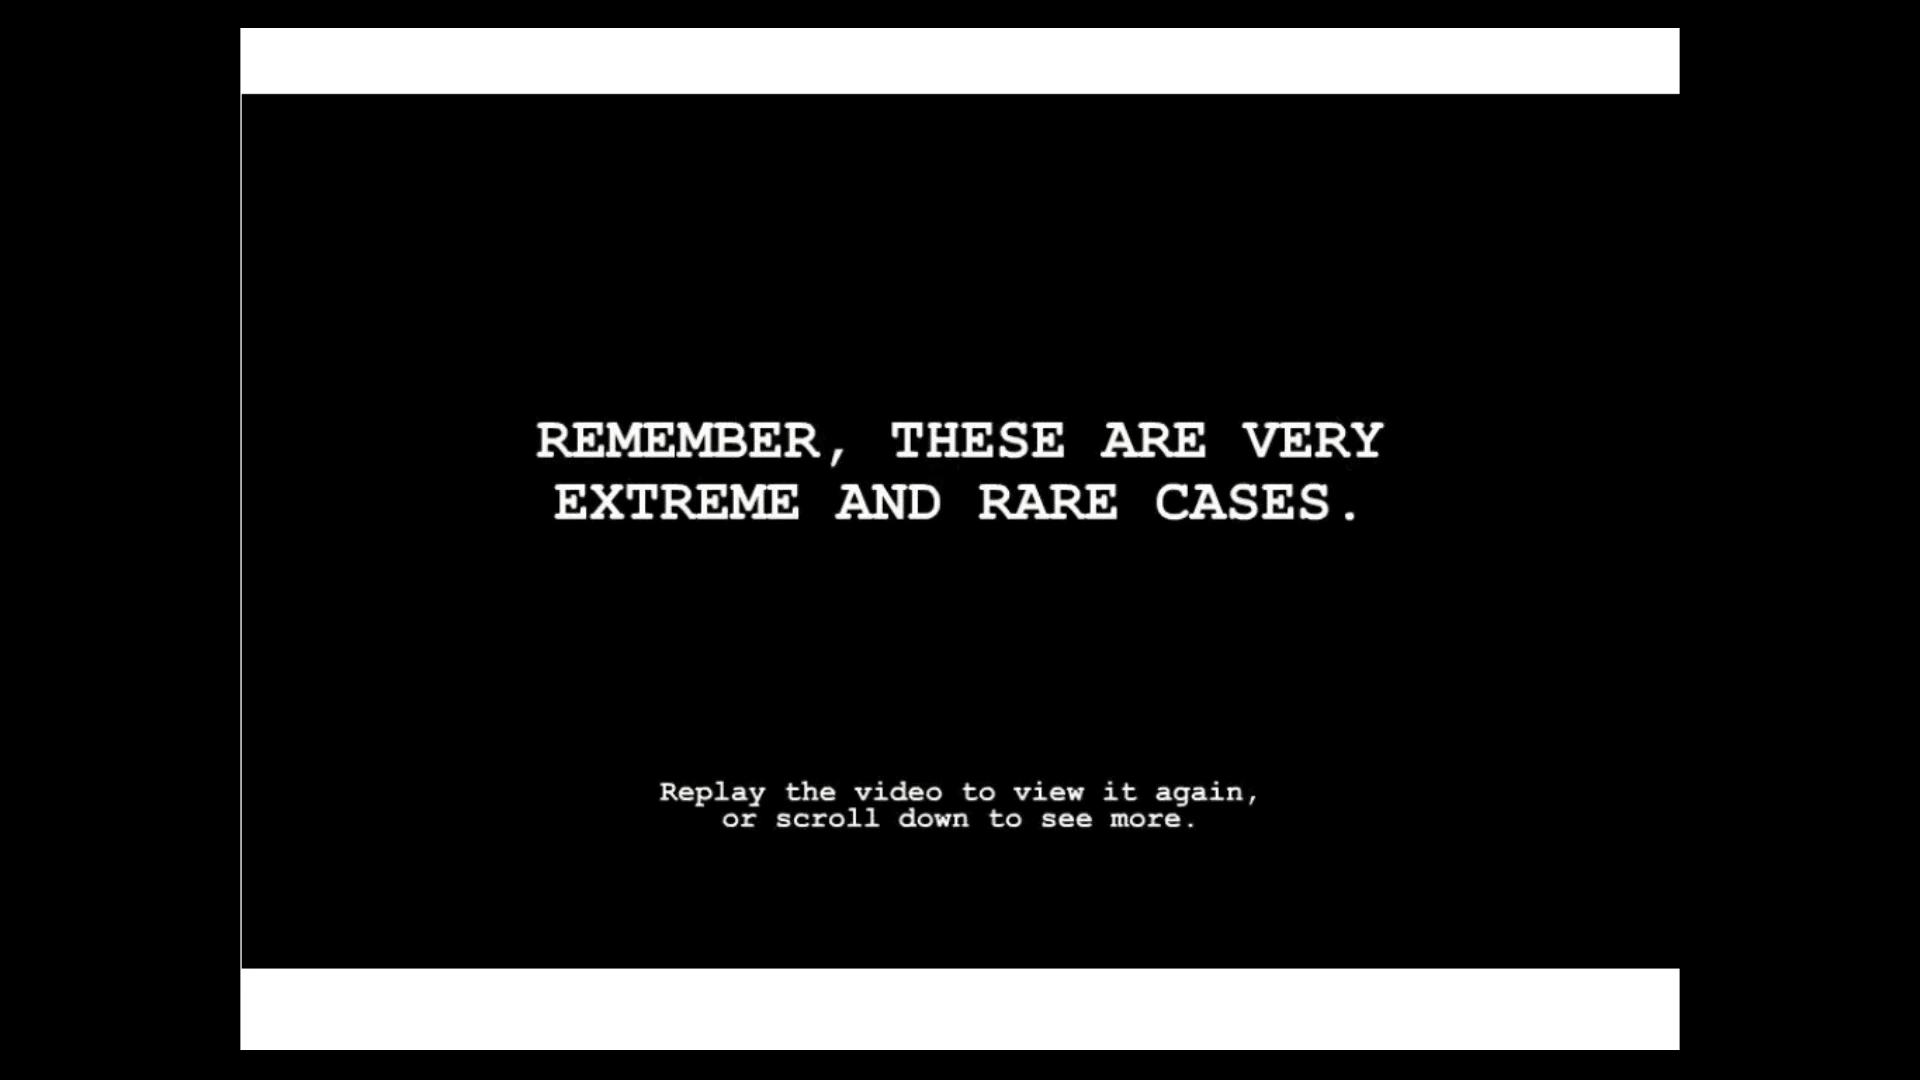 REMEMBER, THESE ARE VERY
EXTREME AND RARE CASES.
Replay the video to view it again,
or scroll down to see more.